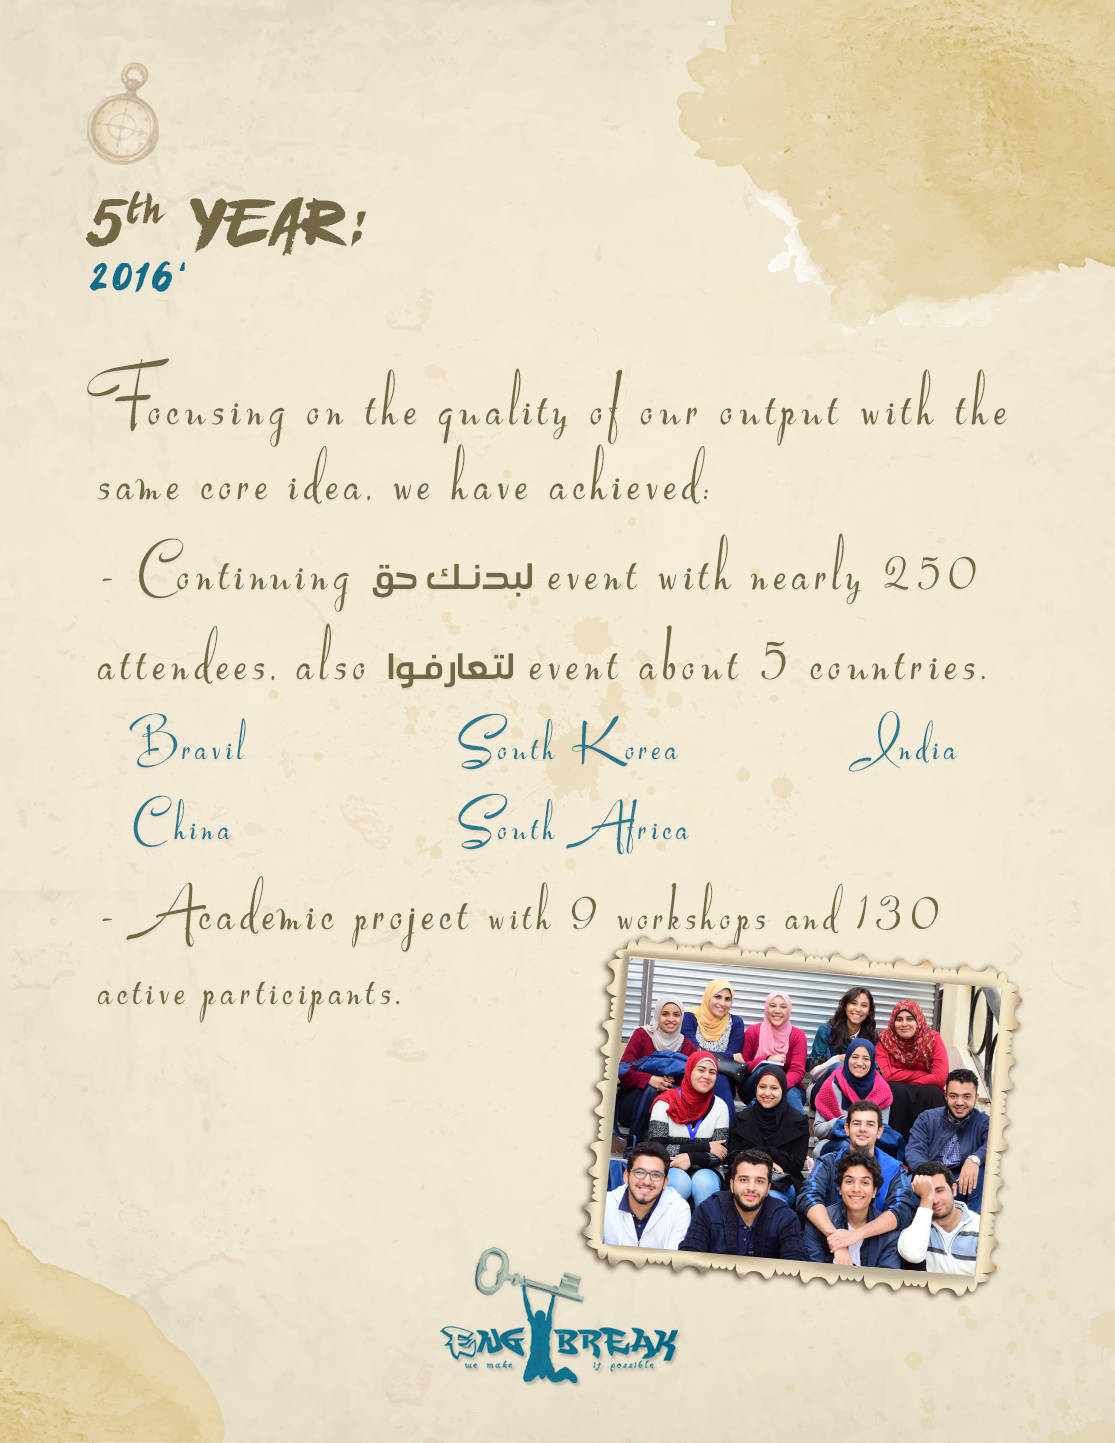 5th YEAR!
2016‘
Focusing on the quality of our output with the
same core idea, we have achieved:
- Continuing لبدنك حق event with nearly 250
attendees, also لتعارفوا event about 5 countries.
Bravil South Korea India
China South Africa
- Academic project with 9 workshops and 130
active participants.
ENG BREAK
we make it possible